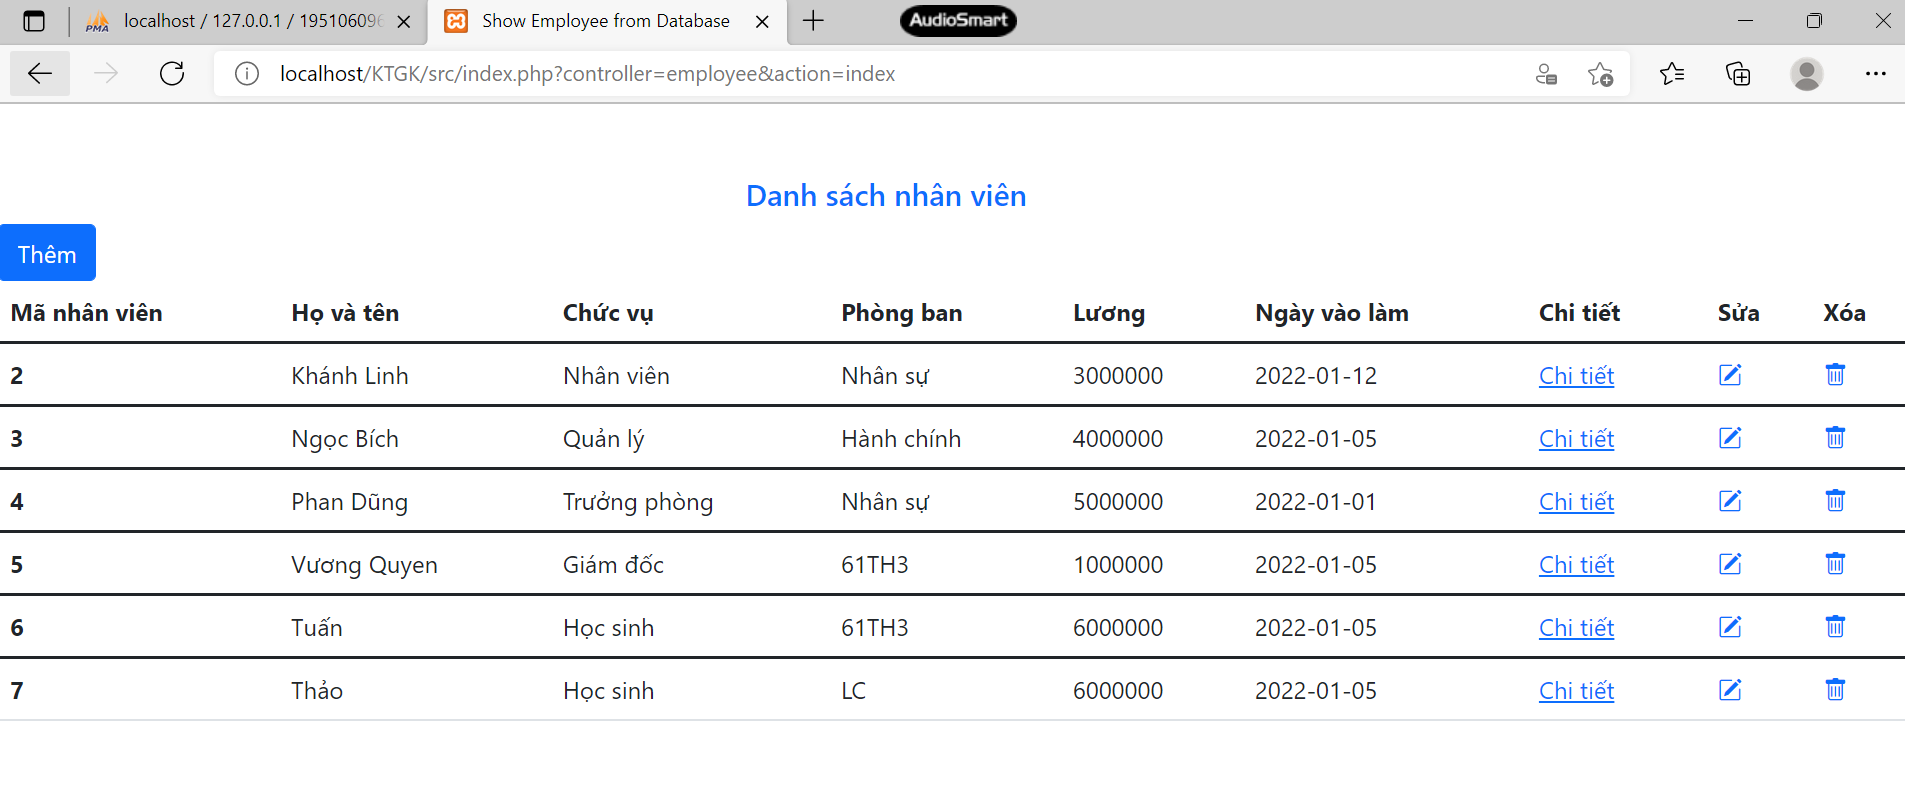 PMA localhost / 127.0.0.1 / 195106096 Show Employee from Database AudioSmart
localhost/KTGK/src/index.php?controller=employee&action=index
Danh sách nhân viên
Thêm
Mã nhân viên Họ và tên Chức vụ Phòng ban Lương Ngày vào làm Chi tiết Sửa Xóa
2 Khánh Linh Nhân viên Nhân sự 3000000 2022-01-12 Chi tiết
3 Ngọc Bích Quản lý Hành chính 4000000 2022-01-05 Chi tiết
4 Phan Dũng Trưởng phòng Nhân sự 5000000 2022-01-01 Chi tiết
5 Vương Quyen Giám đốc 61TH3 1000000 2022-01-05 Chi tiết
6 Tuấn Học sinh 61TH3 6000000 2022-01-05 Chi tiết
7 Thảo Học sinh LC 6000000 2022-01-05 Chi tiết